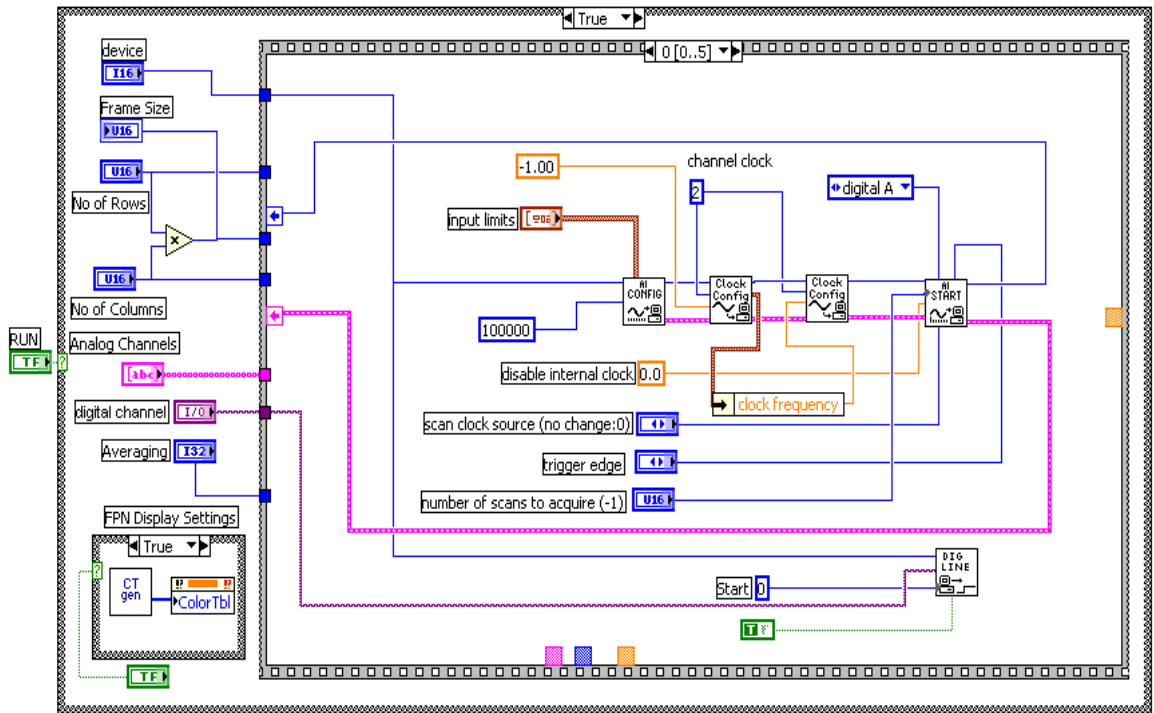 True
device
I16
Frame Size
U16
U16
No of Rows
x
U16
No of Columns
RUN
TF
?
Analog Channels
[abc]
digital channel
I/O
Averaging
I32
FPN Display Settings
True
?
CT
gen
ColorTbl
TF
0 [0..5]
-1.00
channel clock
2
digital A
input limits
AI
CONFIG
Clock
Config
Clock
Config
AI
START
100000
disable internal clock 0.0
clock frequency
scan clock source (no change:0)
trigger edge
number of scans to acquire (-1)
U16
DIG
LINE
Start 0
T